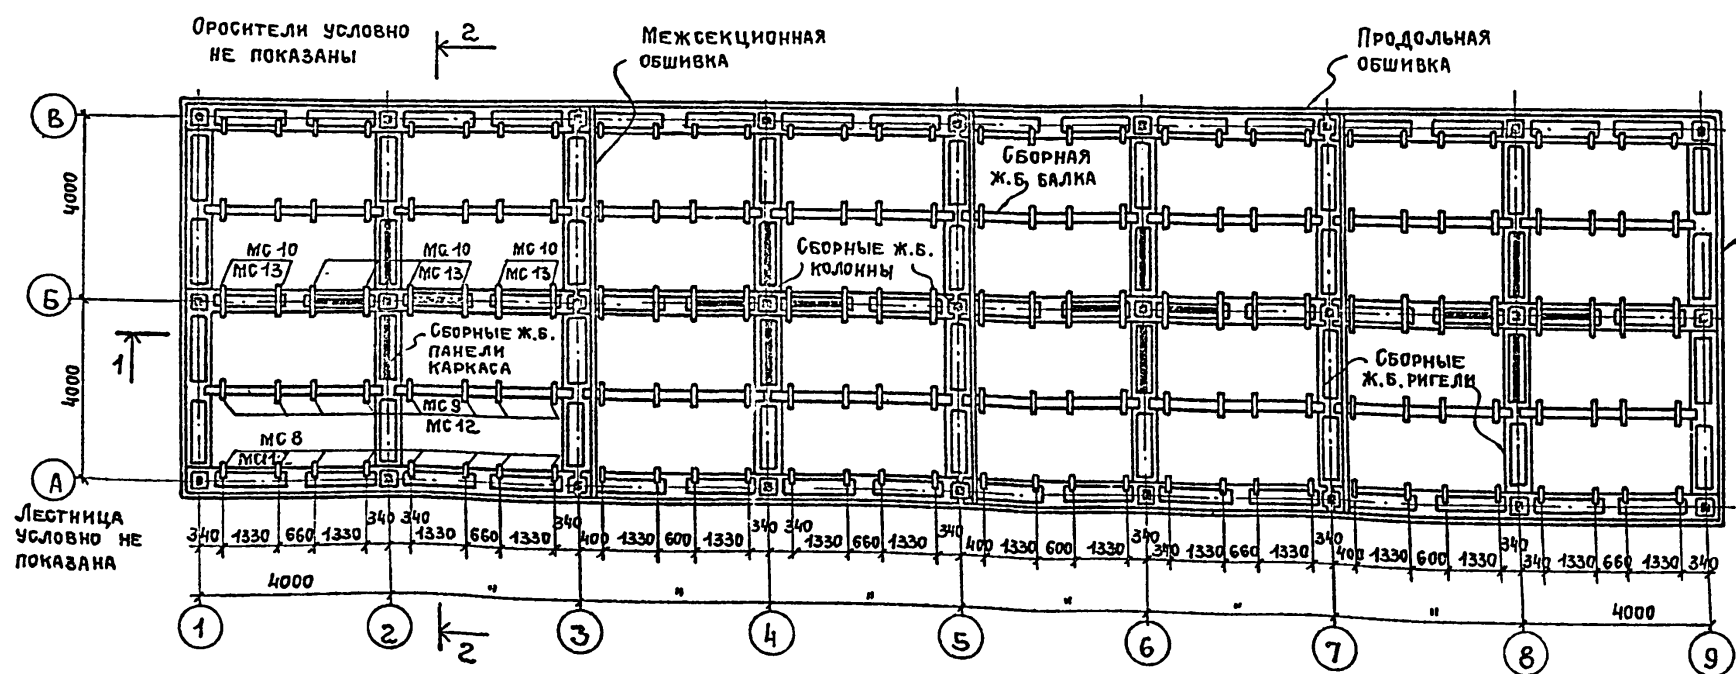 Оросители условно
не показаны
2
Межсекционная
обшивка
Продольная
обшивка
В
Сборная
ж.б. балка
4000
МС 10
МС 13
МС 10
МС 13
МС 10
МС 13
Сборные ж.б.
колонны
Б
1
Сборные ж.б.
панели
каркаса
Сборные
ж.б. ригели
4000
МС 9
МС 12
МС 8
А
Лестница
условно не
показана
340 1330 660 1330 340 340 1330 660 1330 340 400 1330 600 1330 340 340 1330 660 1330 340 400 1330 600 1330 340 340 1330 660 1330 340 400 1330 600 1330 340 340 1330 660 1330 340
4000 " " " " " " 4000
1 2 3 4 5 6 7 8 9
2